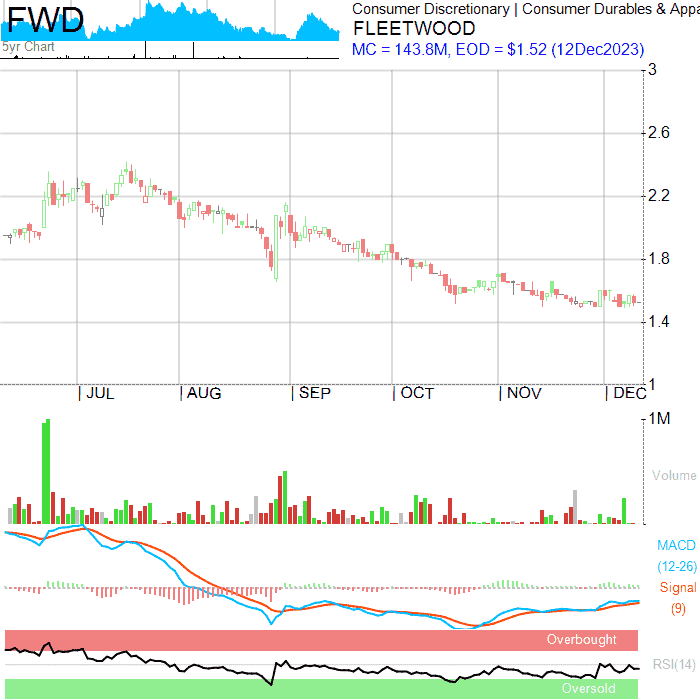 FWD
5yr Chart
Consumer Discretionary | Consumer Durables & Appa
FLEETWOOD
MC = 143.8M, EOD = $1.52 (12Dec2023)
3
2.6
2.2
1.8
1.4
1
JUL
AUG
SEP
OCT
NOV
DEC
1M
Volume
MACD
(12-26)
Signal
(9)
Overbought
RSI(14)
Oversold